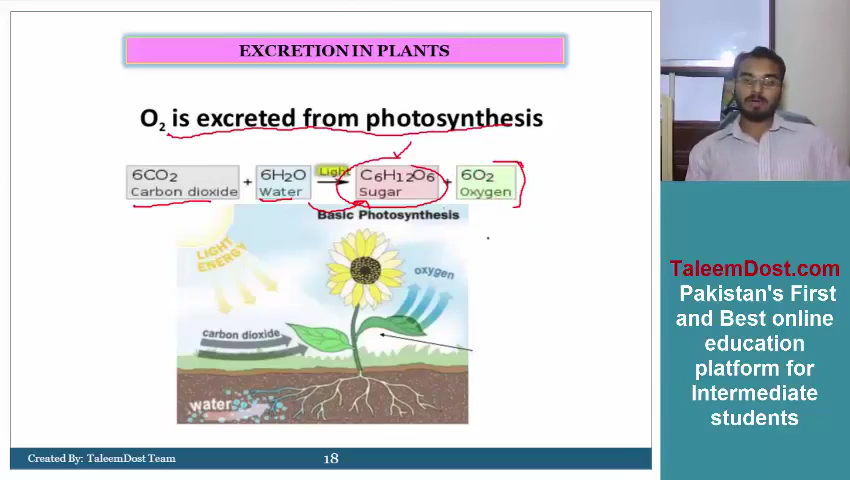 EXCRETION IN PLANTS
O₂ is excreted from photosynthesis
6CO₂ + 6H₂O Light C₆H₁₂O₆ + 6O₂
Carbon dioxide Water Sugar Oxygen
Basic Photosynthesis
LIGHT
ENERGY
oxygen
carbon dioxide
water
Created By: TaleemDost Team
18
TaleemDost.com
Pakistan's First
and Best online
education
platform for
Intermediate
students